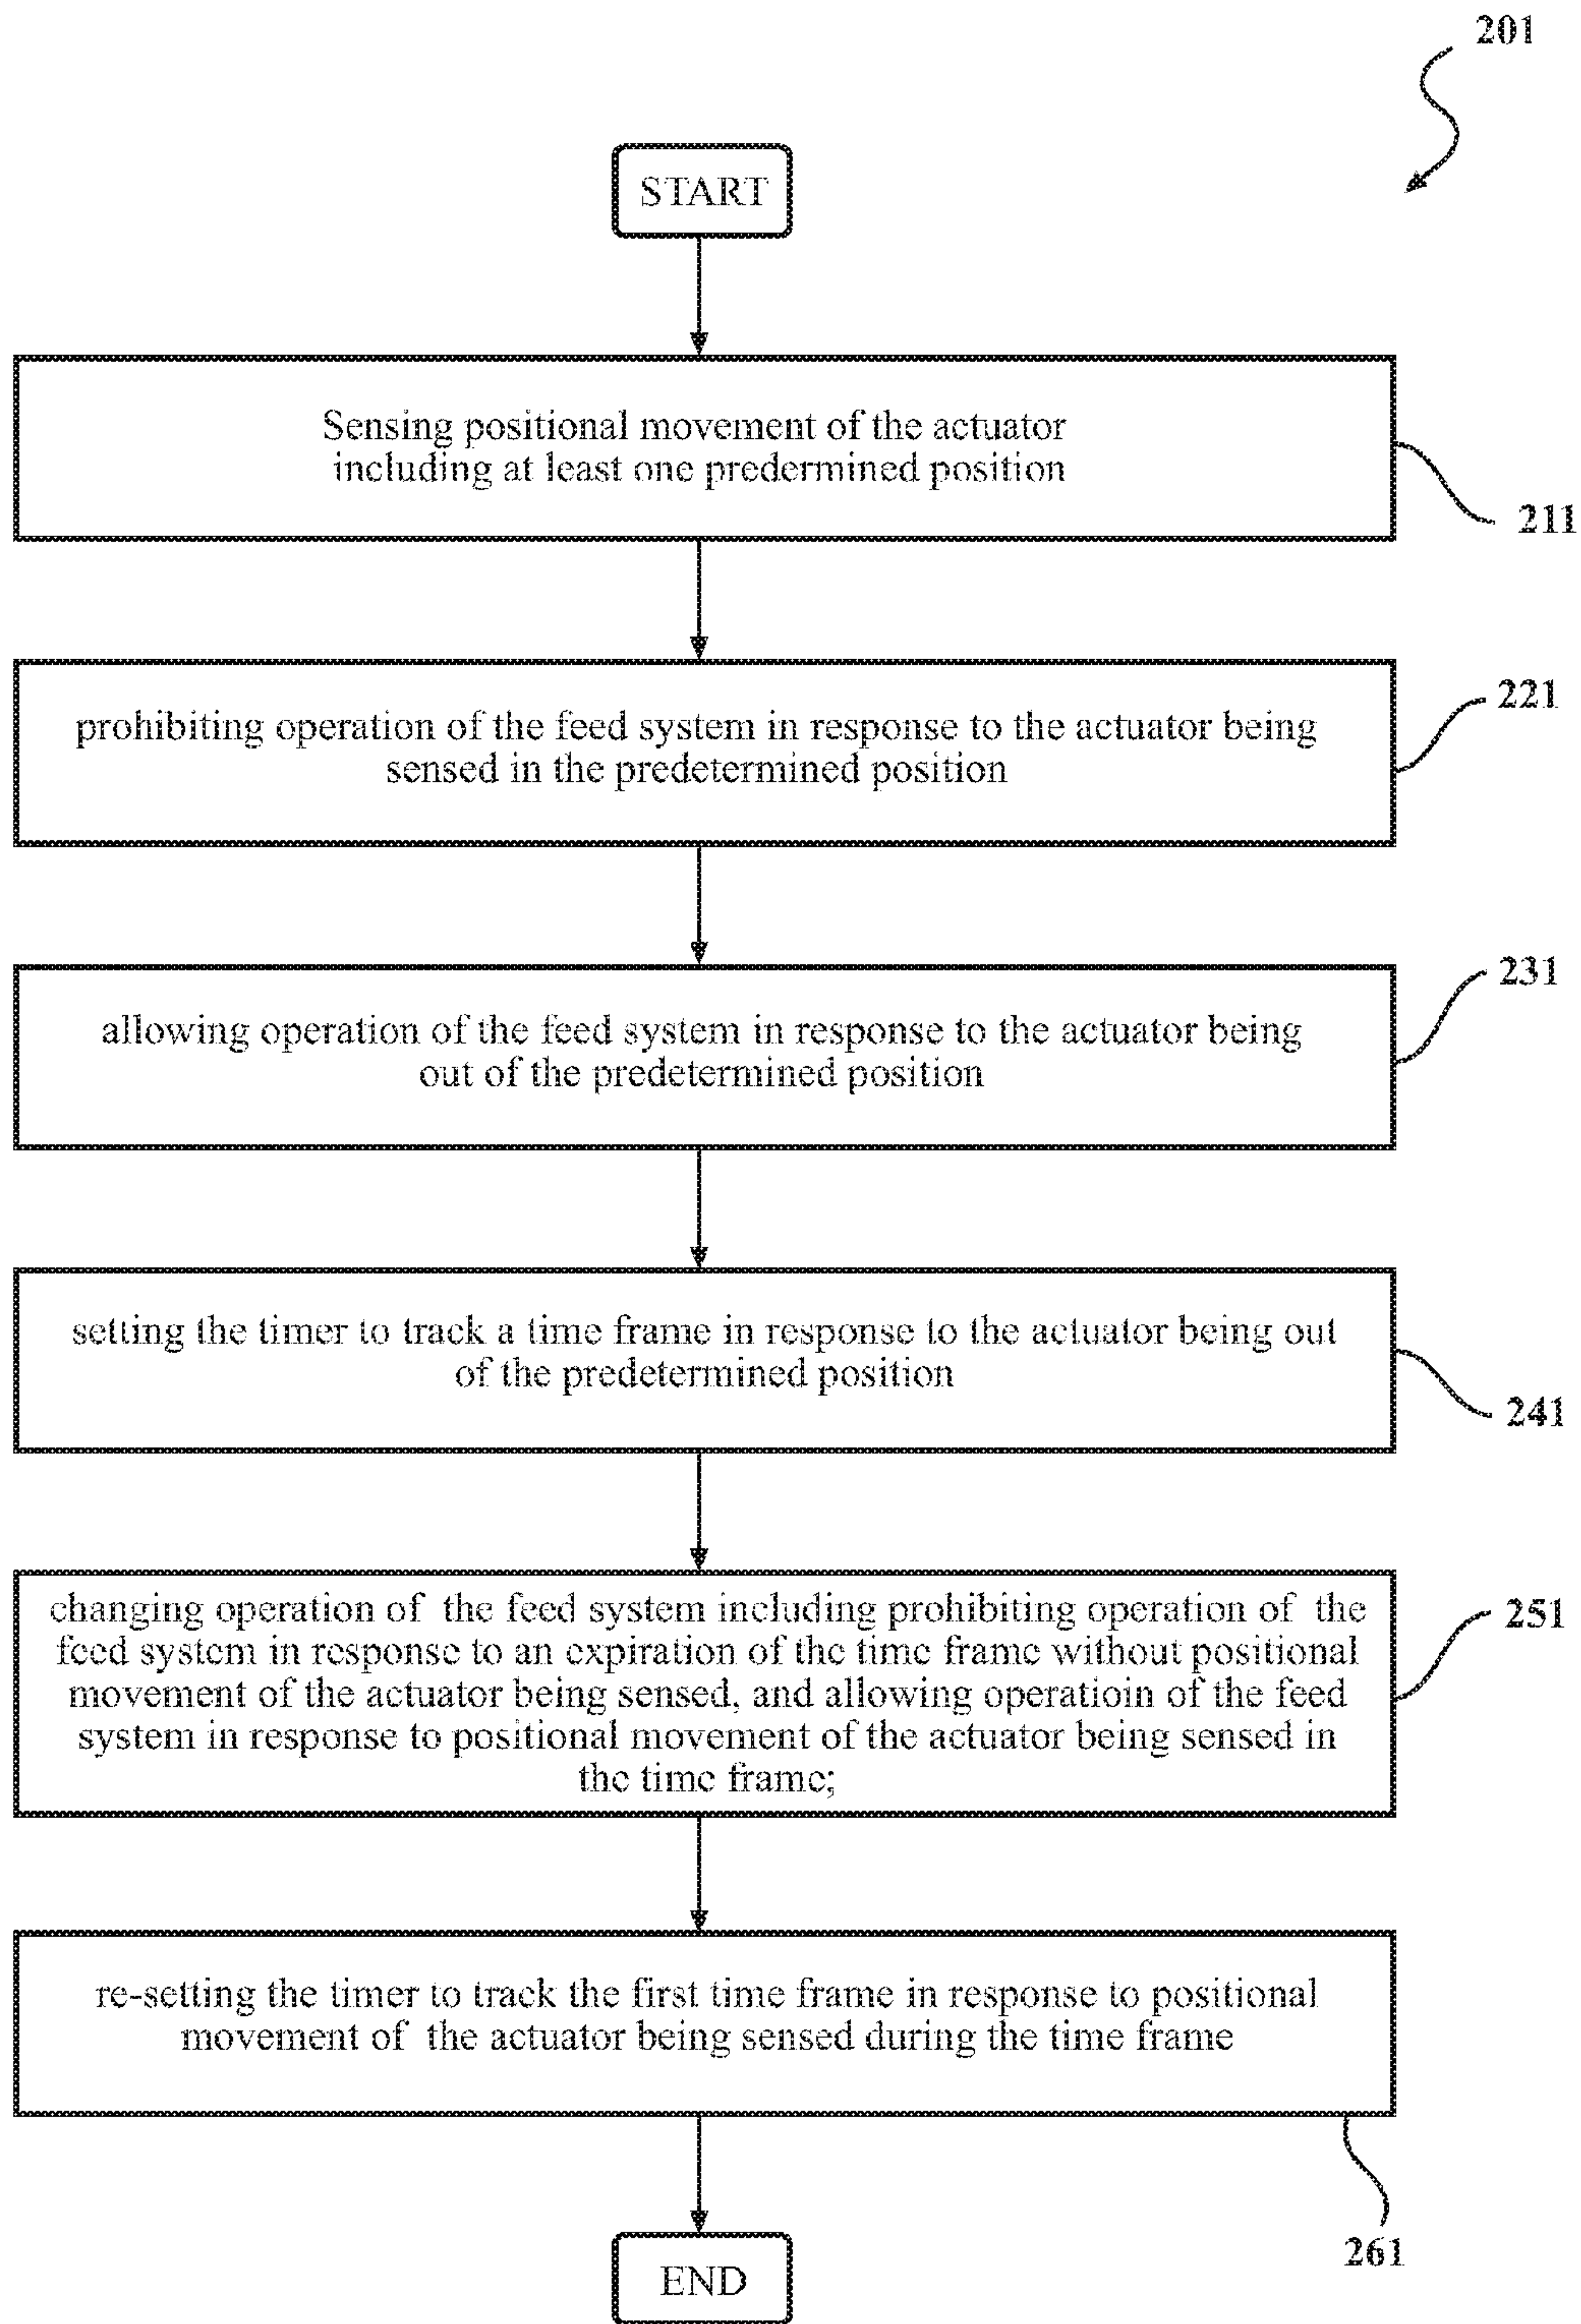 201
START
Sensing positional movement of the actuator
including at least one predermined position
211
prohibiting operation of the feed system in response to the actuator being
sensed in the predetermined position
221
allowing operation of the feed system in response to the actuator being
out of the predetermined position
231
setting the timer to track a time frame in response to the actuator being out
of the predetermined position
241
changing operation of the feed system including prohibiting operation of the
feed system in response to an expiration of the time frame without positional
movement of the actuator being sensed, and allowing operatioin of the feed
system in response to positional movement of the actuator being sensed in
the time frame;
251
re-setting the timer to track the first time frame in response to positional
movement of the actuator being sensed during the time frame
261
END